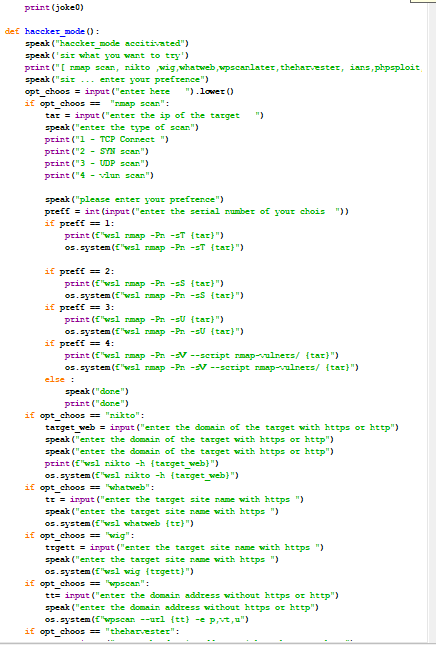 print(joke0)
def haccker_mode():
speak("haccker_mode accitivated")
speak('sir what you want to try')
print("[ nmap scan, nikto ,wig,whatweb,wpscanlater,theharvester, ians,phpsploit
speak("sir ... enter your prefrence")
opt_choos = input("enter here   ").lower()
if opt_choos ==  "nmap scan":
tar = input("enter the ip of the target   ")
speak("enter the type of scan")
print("1 - TCP Connect ")
print("2 - SYN scan")
print("3 - UDP scan")
print("4 - vlun scan")
speak("please enter your prefrence")
preff = int(input("enter the serial number of your chois  "))
if preff == 1:
print(f"wsl nmap -Pn -sT {tar}")
os.system(f"wsl nmap -Pn -sT {tar}")
if preff == 2:
print(f"wsl nmap -Pn -sS {tar}")
os.system(f"wsl nmap -Pn -sS {tar}")
if preff == 3:
print(f"wsl nmap -Pn -sU {tar}")
os.system(f"wsl nmap -Pn -sU {tar}")
if preff == 4:
print(f"wsl nmap -Pn -sV --script nmap-vulners/ {tar}")
os.system(f"wsl nmap -Pn -sV --script nmap-vulners/ {tar}")
else :
speak("done")
print("done")
if opt_choos == "nikto":
target_web = input("enter the domain of the target with https or http")
speak("enter the domain of the target with https or http")
speak("enter the domain of the target with https or http")
print(f"wsl nikto -h {target_web}")
os.system(f"wsl nikto -h {target_web}")
if opt_choos == "whatweb":
tr = input("enter the target site name with https ")
speak("enter the target site name with https ")
os.system(f"wsl whatweb {tr}")
if opt_choos == "wig":
trgett = input("enter the target site name with https ")
speak("enter the target site name with https ")
os.system(f"wsl wig {trgett}")
if opt_choos == "wpscan":
tt= input("enter the domain address without https or http")
speak("enter the domain address without https or http")
os.system(f"wpscan --url {tt} -e p,vt,u")
if opt_choos == "theharvester":